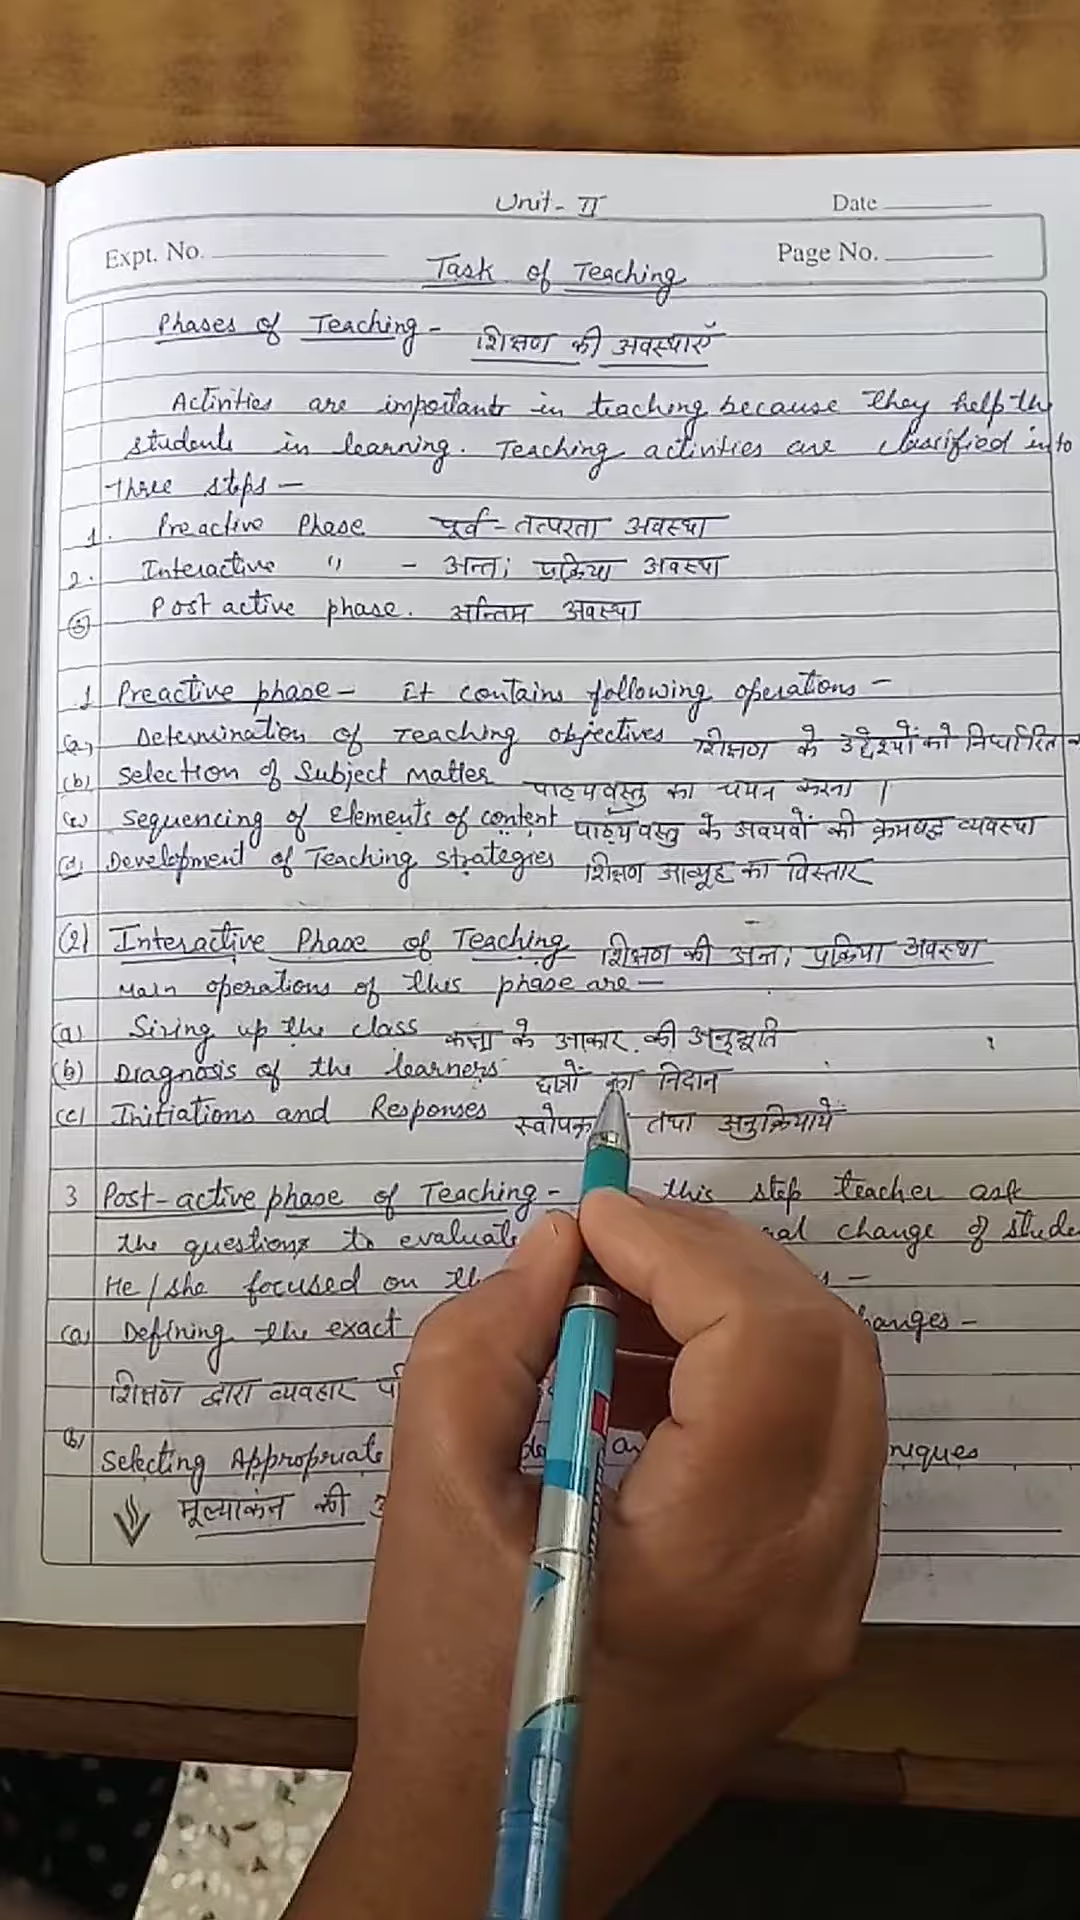 Unit - II
Date
Expt. No.
Page No.
Task of Teaching
Phases of Teaching - शिक्षण की अवस्थाएँ
Activities are important in teaching because they help the
students in learning. Teaching activities are classified into
three steps -
1. Preactive Phase पूर्व - तत्परता अवस्था
2. Interactive " - अन्त: प्रक्रिया अवस्था
③ Post active phase. अन्तिम अवस्था
1 Preactive phase - it contains following operations -
(a) Determination of Teaching objectives शिक्षण के उद्देश्यों को निर्धारित
(b) Selection of Subject Matter पाठ्यवस्तु का चयन करना ।
(c) Sequencing of Elements of content पाठ्यवस्तु के अवयवों की क्रमबद्ध व्यवस्था
(d) Development of Teaching strategies शिक्षण आव्यूह का विस्तार
(2) Interactive Phase of Teaching शिक्षण की अन्त: प्रक्रिया अवस्था
Main operations of this phase are -
(a) Sizing up the class कक्षा के आकार की अनुभूति
(b) Diagnosis of the learners छात्रों का निदान
(c) Initiations and Responses तथा अनुक्रियायें
3 Post-active phase of Teaching - this step teacher ask
the questions to evaluate change of
He/she focused on
(a) Defining the exact changes -
शिक्षण द्वारा व्यवहार
(b) Selecting Appropriate
मूल्यांकन की